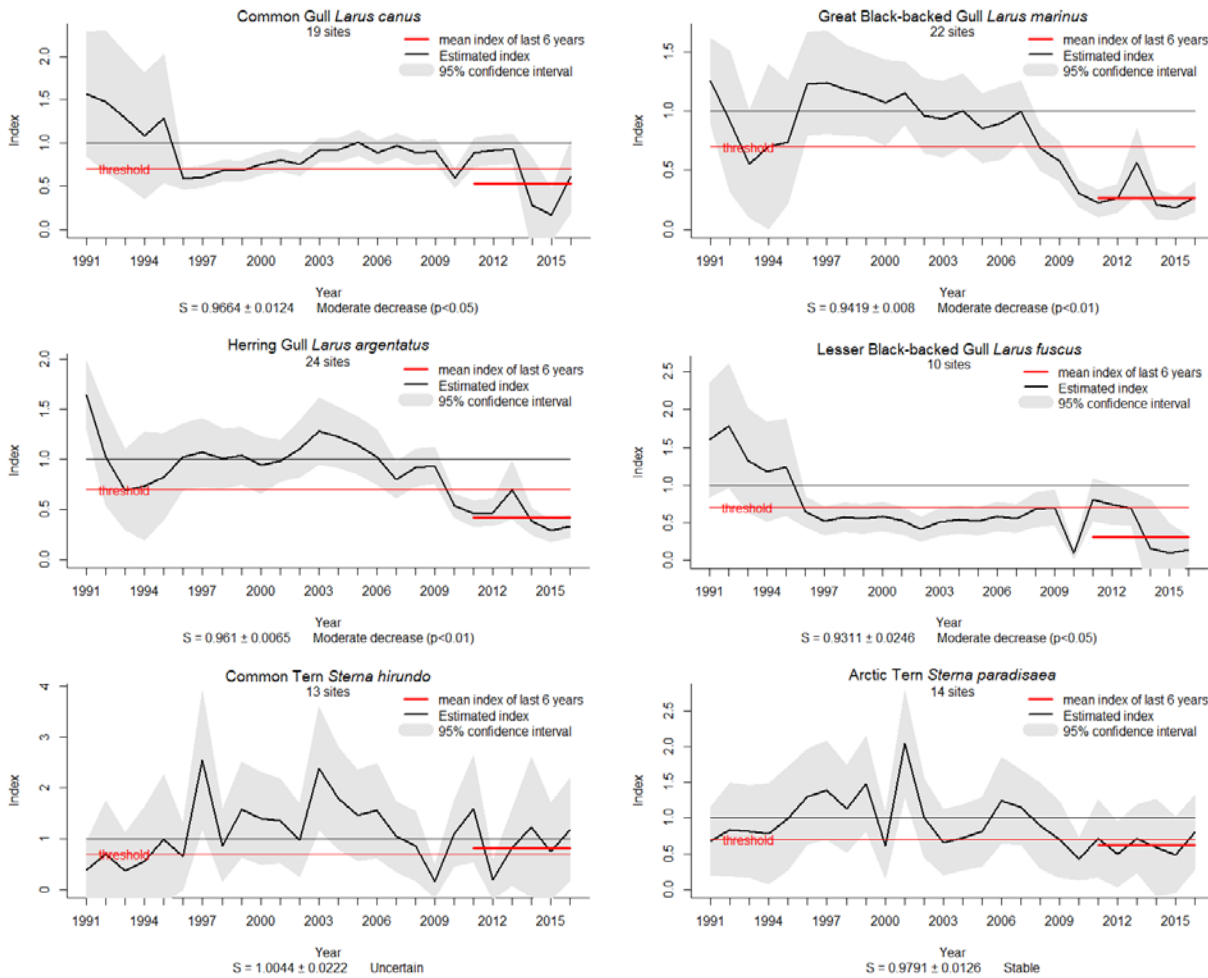 Common Gull Larus canus
19 sites
mean index of last 6 years
Estimated index
95% confidence interval
Index
2.0
1.5
1.0
0.5
0.0
threshold
1991 1994 1997 2000 2003 2006 2009 2012 2015
Year
S = 0.9664 ± 0.0124 Moderate decrease (p<0.05)
Great Black-backed Gull Larus marinus
22 sites
mean index of last 6 years
Estimated index
95% confidence interval
Index
1.5
1.0
0.5
0.0
threshold
1991 1994 1997 2000 2003 2006 2009 2012 2015
Year
S = 0.9419 ± 0.008 Moderate decrease (p<0.01)
Herring Gull Larus argentatus
24 sites
mean index of last 6 years
Estimated index
95% confidence interval
Index
2.0
1.5
1.0
0.5
0.0
threshold
1991 1994 1997 2000 2003 2006 2009 2012 2015
Year
S = 0.961 ± 0.0065 Moderate decrease (p<0.01)
Lesser Black-backed Gull Larus fuscus
10 sites
mean index of last 6 years
Estimated index
95% confidence interval
Index
2.5
2.0
1.5
1.0
0.5
0.0
threshold
1991 1994 1997 2000 2003 2006 2009 2012 2015
Year
S = 0.9311 ± 0.0246 Moderate decrease (p<0.05)
Common Tern Sterna hirundo
13 sites
mean index of last 6 years
Estimated index
95% confidence interval
Index
4
3
2
1
0
threshold
1991 1994 1997 2000 2003 2006 2009 2012 2015
Year
S = 1.0044 ± 0.0222 Uncertain
Arctic Tern Sterna paradisaea
14 sites
mean index of last 6 years
Estimated index
95% confidence interval
Index
2.5
2.0
1.5
1.0
0.5
0.0
threshold
1991 1994 1997 2000 2003 2006 2009 2012 2015
Year
S = 0.9791 ± 0.0126 Stable